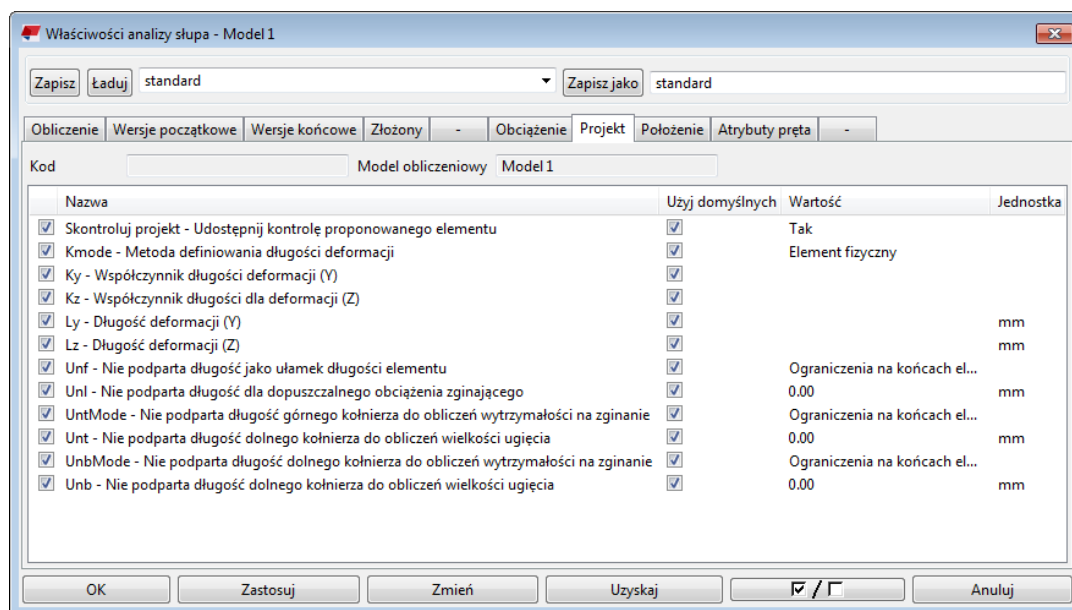 Właściwości analizy słupa - Model 1
Zapisz Ładuj standard Zapisz jako standard
Obliczenie Wersje początkowe Wersje końcowe Złożony - Obciążenie Projekt Położenie Atrybuty pręta -
Kod Model obliczeniowy Model 1
Nazwa Użyj domyślnych Wartość Jednostka
Skontroluj projekt - Udostępnij kontrolę proponowanego elementu Tak
Kmode - Metoda definiowania długości deformacji Element fizyczny
Ky - Współczynnik długości deformacji (Y)
Kz - Współczynnik długości dla deformacji (Z)
Ly - Długość deformacji (Y) mm
Lz - Długość deformacji (Z) mm
Unf - Nie podparta długość jako ułamek długości elementu Ograniczenia na końcach el...
Unl - Nie podparta długość dla dopuszczalnego obciążenia zginającego 0.00 mm
UntMode - Nie podparta długość górnego kołnierza do obliczeń wytrzymałości na zginanie Ograniczenia na końcach el...
Unt - Nie podparta długość dolnego kołnierza do obliczeń wielkości ugięcia 0.00 mm
UnbMode - Nie podparta długość dolnego kołnierza do obliczeń wytrzymałości na zginanie Ograniczenia na końcach el...
Unb - Nie podparta długość dolnego kołnierza do obliczeń wielkości ugięcia 0.00 mm
OK Zastosuj Zmień Uzyskaj / Anuluj